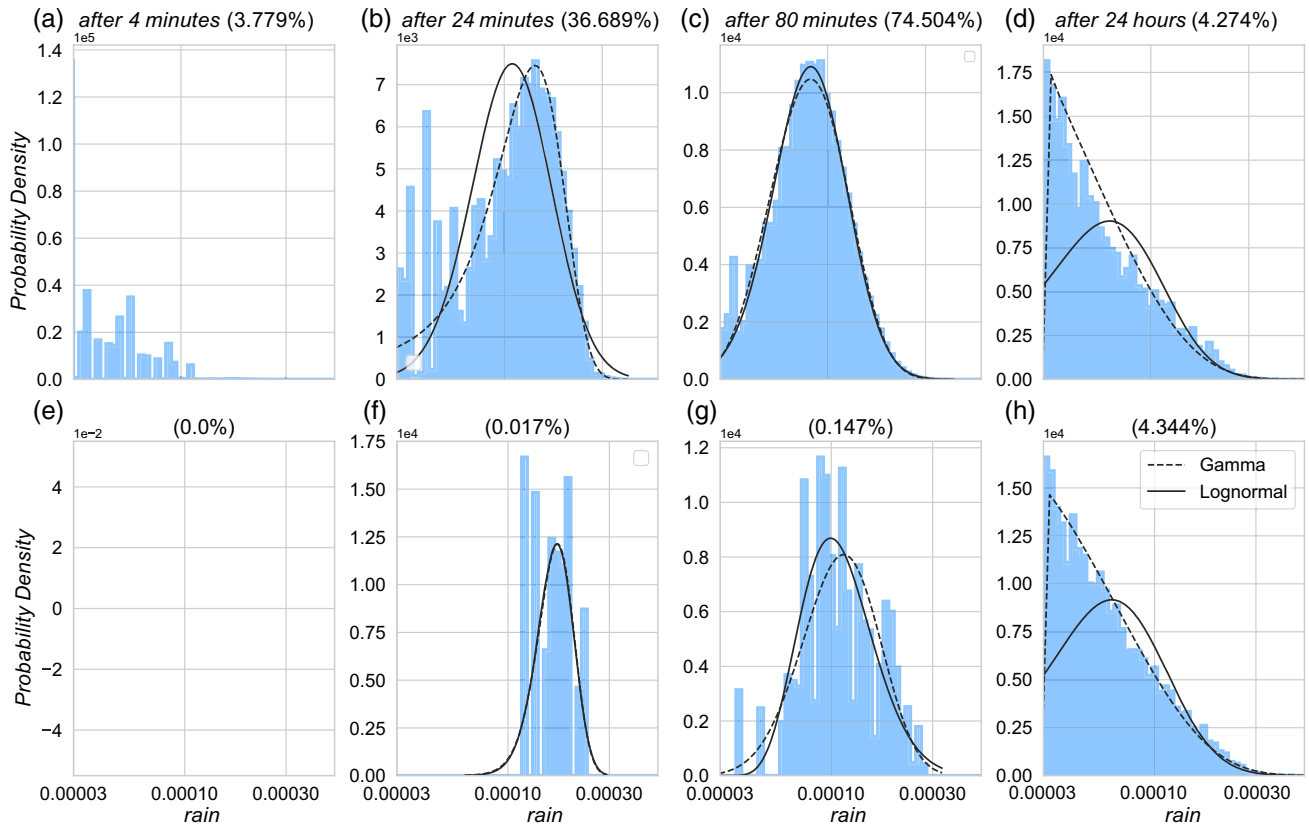 (a) after 4 minutes (3.779%)
(b) after 24 minutes (36.689%)
(c) after 80 minutes (74.504%)
(d) after 24 hours (4.274%)
1e5
1e3
1e4
1e4
1.4
1.2
1.0
0.8
0.6
0.4
0.2
0.0
7
6
5
4
3
2
1
0
1.0
0.8
0.6
0.4
0.2
0.0
1.75
1.50
1.25
1.00
0.75
0.50
0.25
0.00
Probability Density
(e) (0.0%)
(f) (0.017%)
(g) (0.147%)
(h) (4.344%)
1e−2
1e4
1e4
1e4
4
2
0
−2
−4
1.75
1.50
1.25
1.00
0.75
0.50
0.25
0.00
1.2
1.0
0.8
0.6
0.4
0.2
0.00
1.50
1.25
1.00
0.75
0.50
0.25
0.00
Gamma
Lognormal
Probability Density
0.00003 0.00010 0.00030
0.00003 0.00010 0.00030
0.00003 0.00010 0.00030
0.00003 0.00010 0.00030
rain
rain
rain
rain